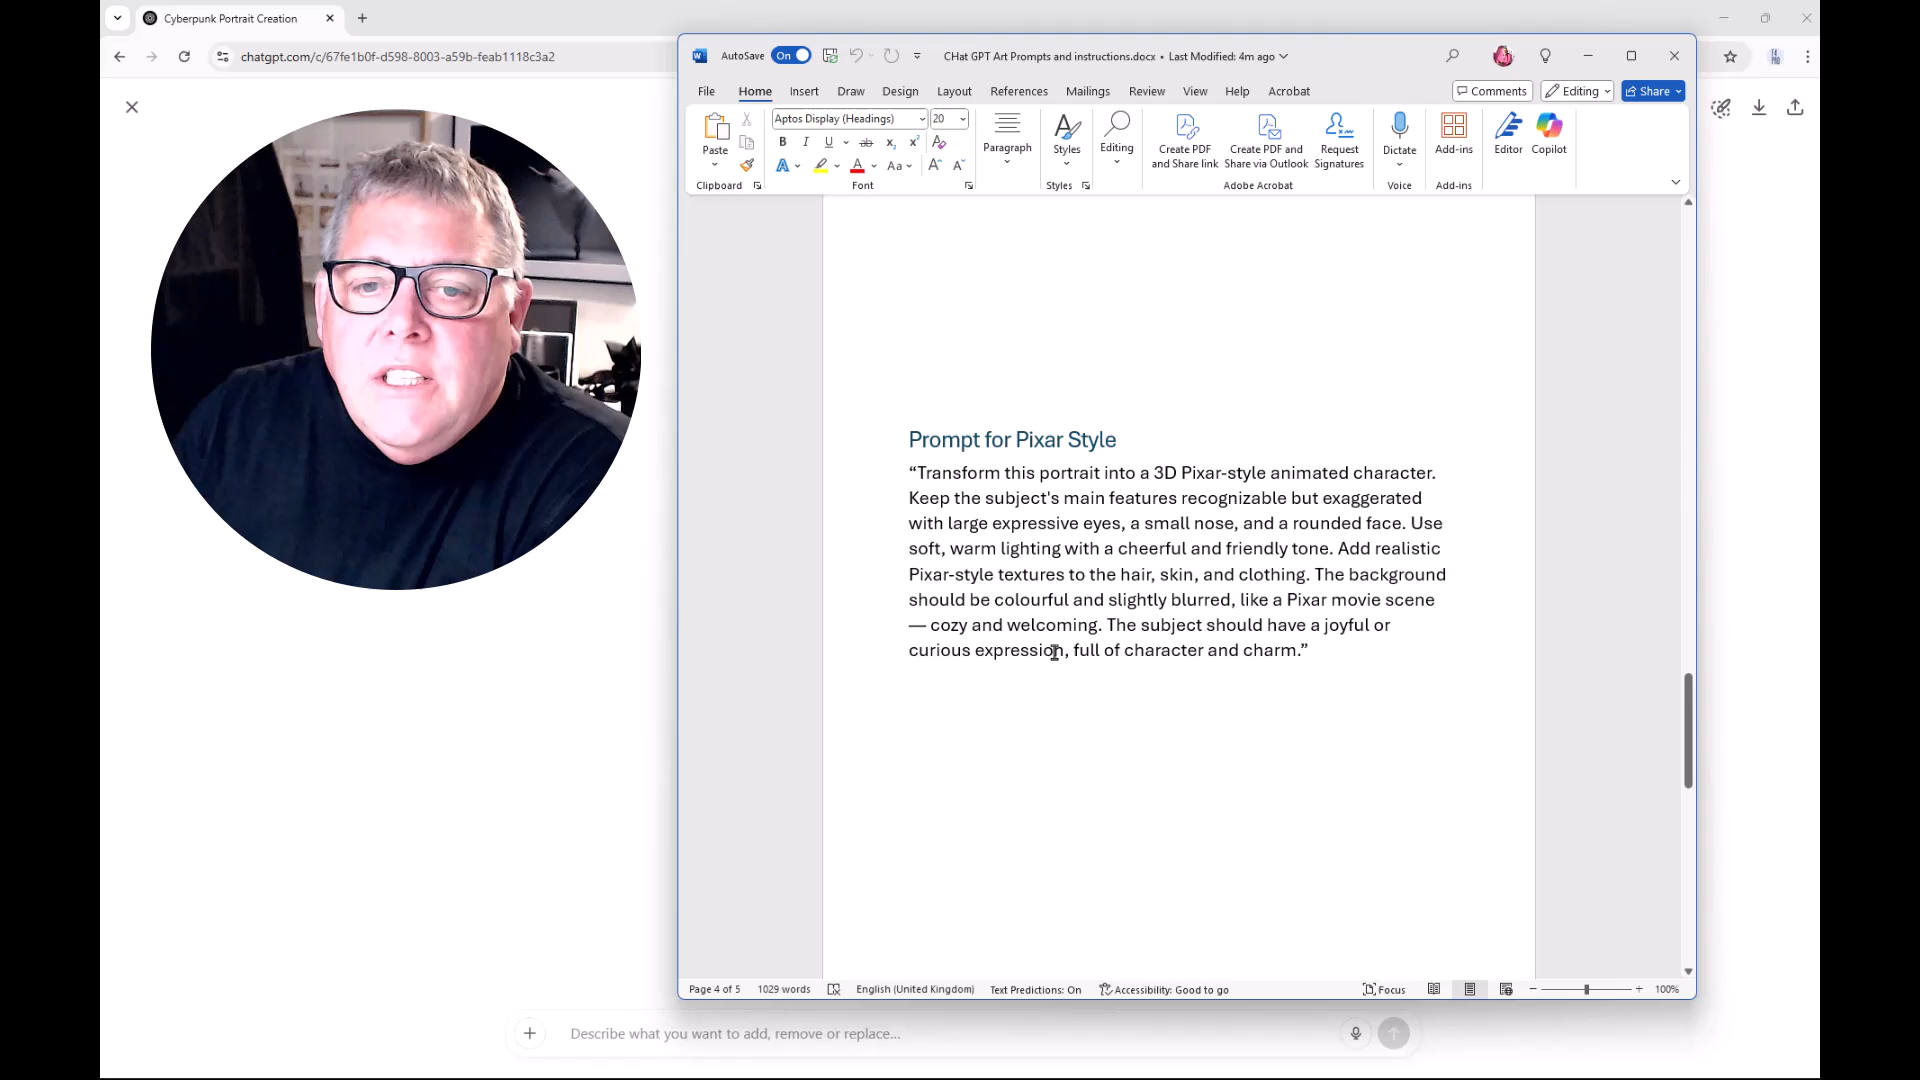 Cyberpunk Portrait Creation
chatgpt.com/c/67fe1b0f-d598-8003-a59b-feab1118c3a2
AutoSave On CHat GPT Art Prompts and instructions.docx • Last Modified: 4m ago
File Home Insert Draw Design Layout References Mailings Review View Help Acrobat Comments Editing Share
Aptos Display (Headings) 20
B I U ab x₂ x² A
A A Aa A A
Paste Paragraph Styles Editing Create PDF and Share link Create PDF and Share via Outlook Request Signatures Dictate Add-ins Editor Copilot
Clipboard Font Styles Adobe Acrobat Voice Add-ins
Prompt for Pixar Style
“Transform this portrait into a 3D Pixar-style animated character.
Keep the subject's main features recognizable but exaggerated
with large expressive eyes, a small nose, and a rounded face. Use
soft, warm lighting with a cheerful and friendly tone. Add realistic
Pixar-style textures to the hair, skin, and clothing. The background
should be colourful and slightly blurred, like a Pixar movie scene
— cozy and welcoming. The subject should have a joyful or
curious expression, full of character and charm.”
Page 4 of 5 1029 words English (United Kingdom) Text Predictions: On Accessibility: Good to go Focus 100%
Describe what you want to add, remove or replace...